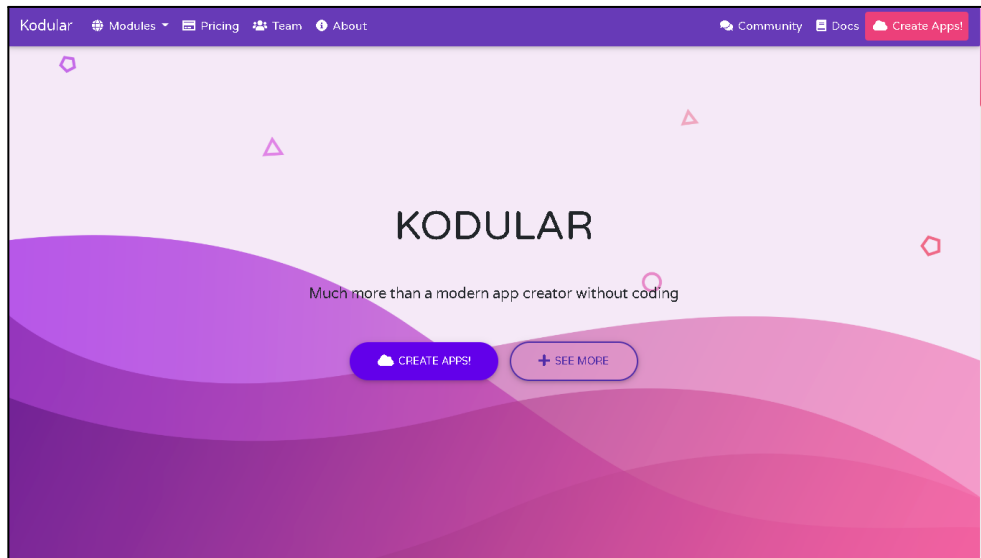 Kodular Modules Pricing Team About Community Docs Create Apps!
KODULAR
Much more than a modern app creator without coding
CREATE APPS! SEE MORE